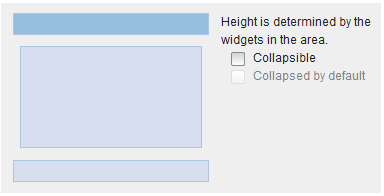 Height is determined by the
widgets in the area.
Collapsible
Collapsed by default